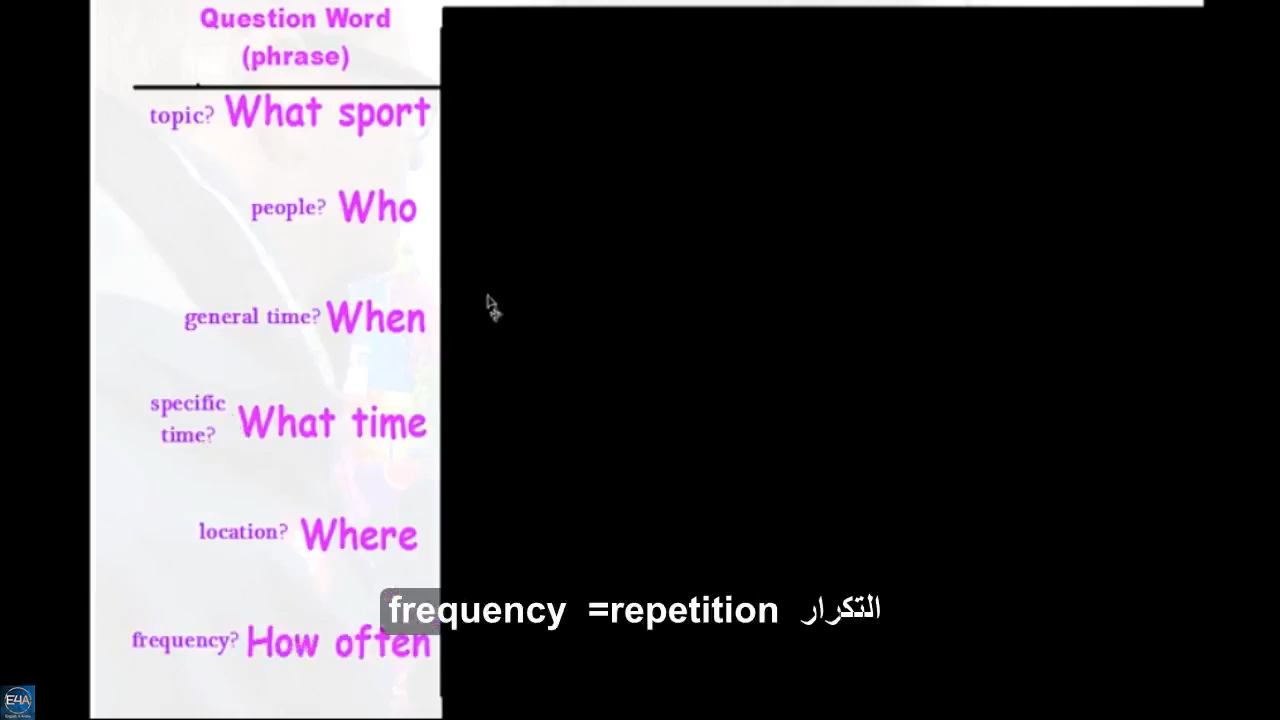 Question Word
(phrase)
topic? What sport
people? Who
general time? When
specific
time? What time
location? Where
frequency =repetition التكرار
frequency? How often
E4A